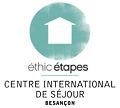 éthic étapes
CENTRE INTERNATIONAL
DE SÉJOUR
BESANÇON